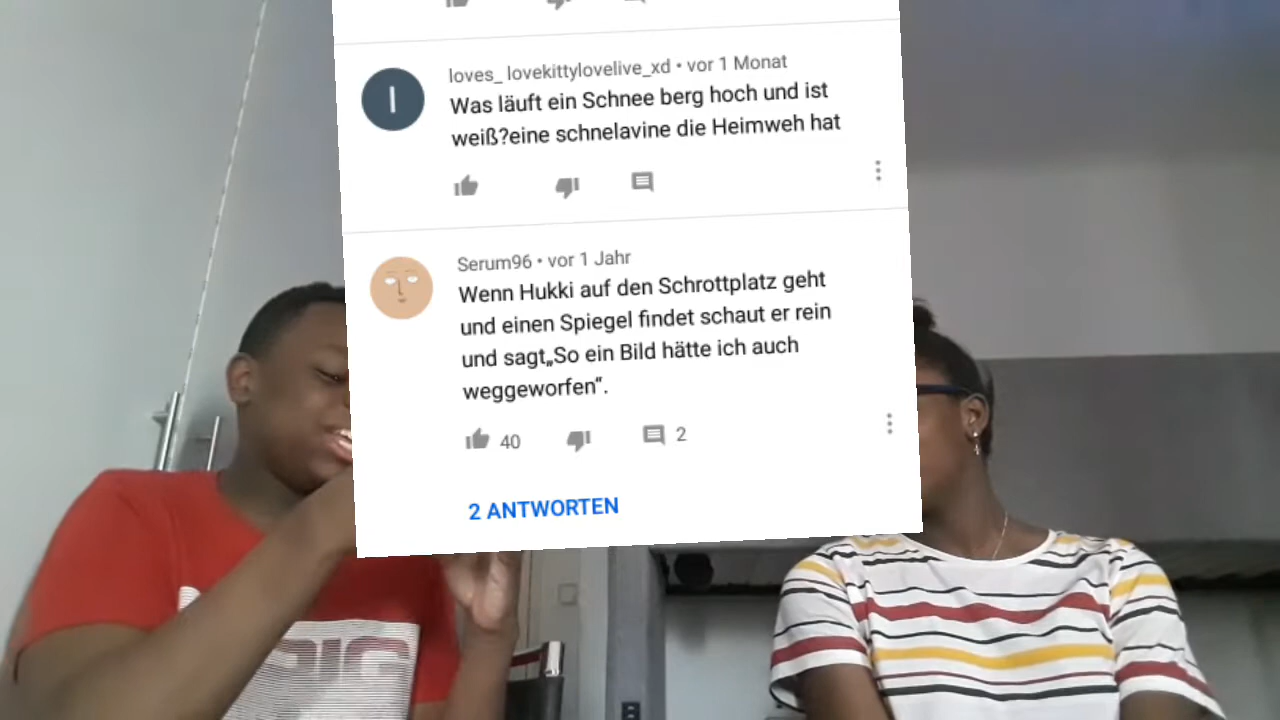 loves_ lovekittylovelive_xd • vor 1 Monat
Was läuft ein Schnee berg hoch und ist
weiß?eine schnelavine die Heimweh hat
Serum96 • vor 1 Jahr
Wenn Hukki auf den Schrottplatz geht
und einen Spiegel findet schaut er rein
und sagt„So ein Bild hätte ich auch
weggeworfen“.
40
2
2 ANTWORTEN